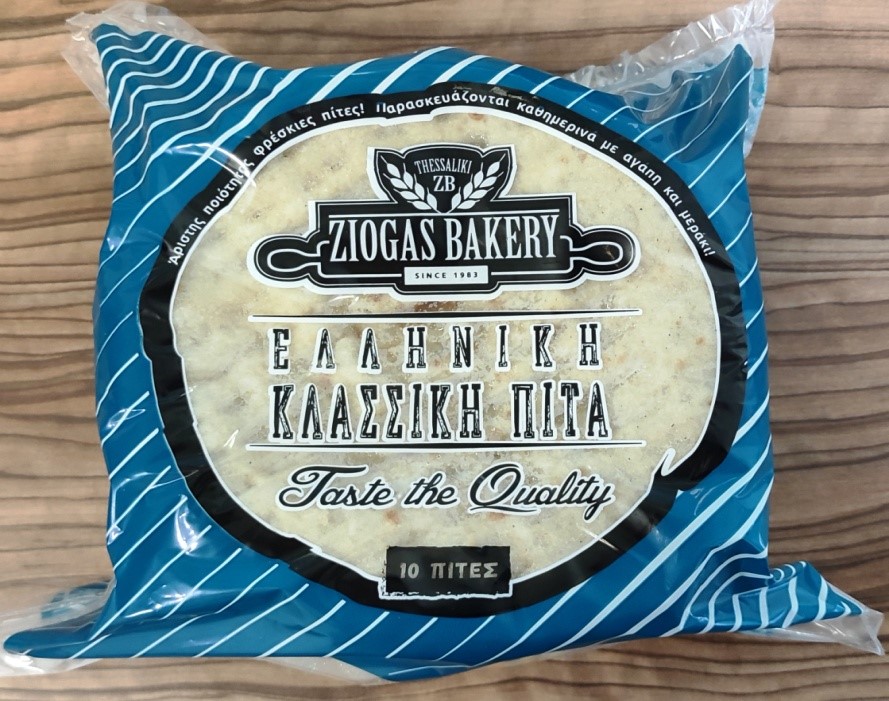 Άριστης ποιότητας φρέσκιες πίτες! Παρασκευάζονται καθημερινά με αγάπη και μεράκι!
THESSALIKI
ZB
ZIOGAS BAKERY
SINCE 1983
ΕΛΛΗΝΙΚΗ
ΚΛΑΣΣΙΚΗ ΠΙΤΑ
Taste the Quality
10 ΠΙΤΕΣ